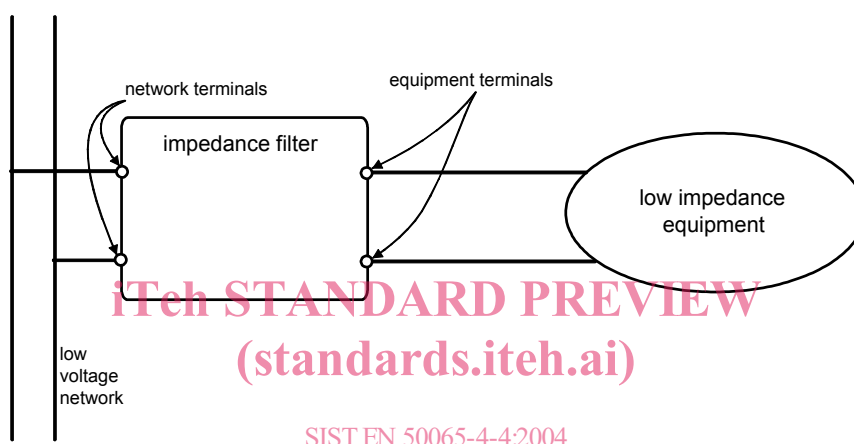 network terminals
equipment terminals
impedance filter
low impedance
equipment
iTeh STANDARD PREVIEW
(standards.iteh.ai)
low
voltage
network
SIST EN 50065-4-4:2004